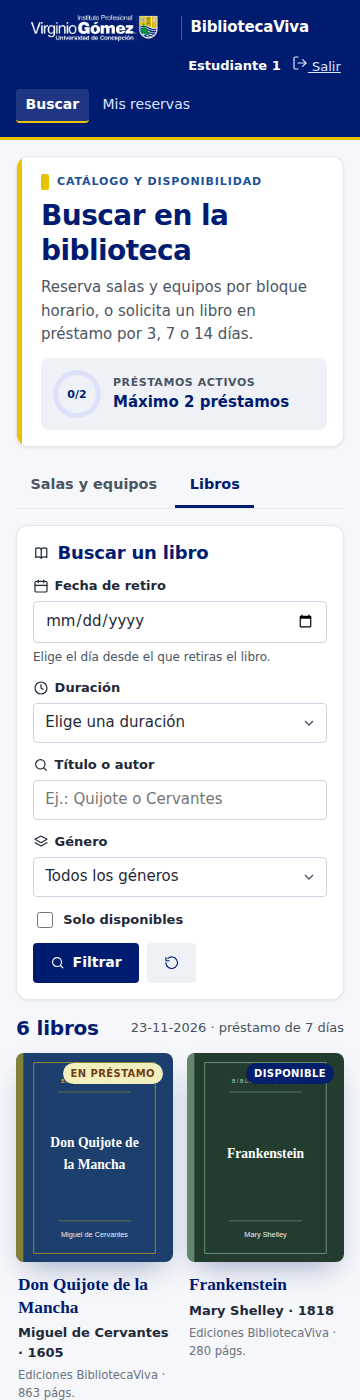 Instituto Profesional
VirginioGómez
Universidad de Concepción
BibliotecaViva
Estudiante 1 Salir
Buscar Mis reservas
CATÁLOGO Y DISPONIBILIDAD
Buscar en la
biblioteca
Reserva salas y equipos por bloque
horario, o solicita un libro en
préstamo por 3, 7 o 14 días.
0/2
PRÉSTAMOS ACTIVOS
Máximo 2 préstamos
Salas y equipos Libros
Buscar un libro
Fecha de retiro
mm/dd/yyyy
Elige el día desde el que retiras el libro.
Duración
Elige una duración
Título o autor
Ej.: Quijote o Cervantes
Género
Todos los géneros
Solo disponibles
Filtrar
6 libros 23-11-2026 · préstamo de 7 días
EN PRÉSTAMO
Don Quijote de
la Mancha
Miguel de Cervantes
DISPONIBLE
Frankenstein
Mary Shelley
Don Quijote de la
Mancha
Miguel de Cervantes
· 1605
Ediciones BibliotecaViva ·
863 págs.
Frankenstein
Mary Shelley · 1818
Ediciones BibliotecaViva ·
280 págs.